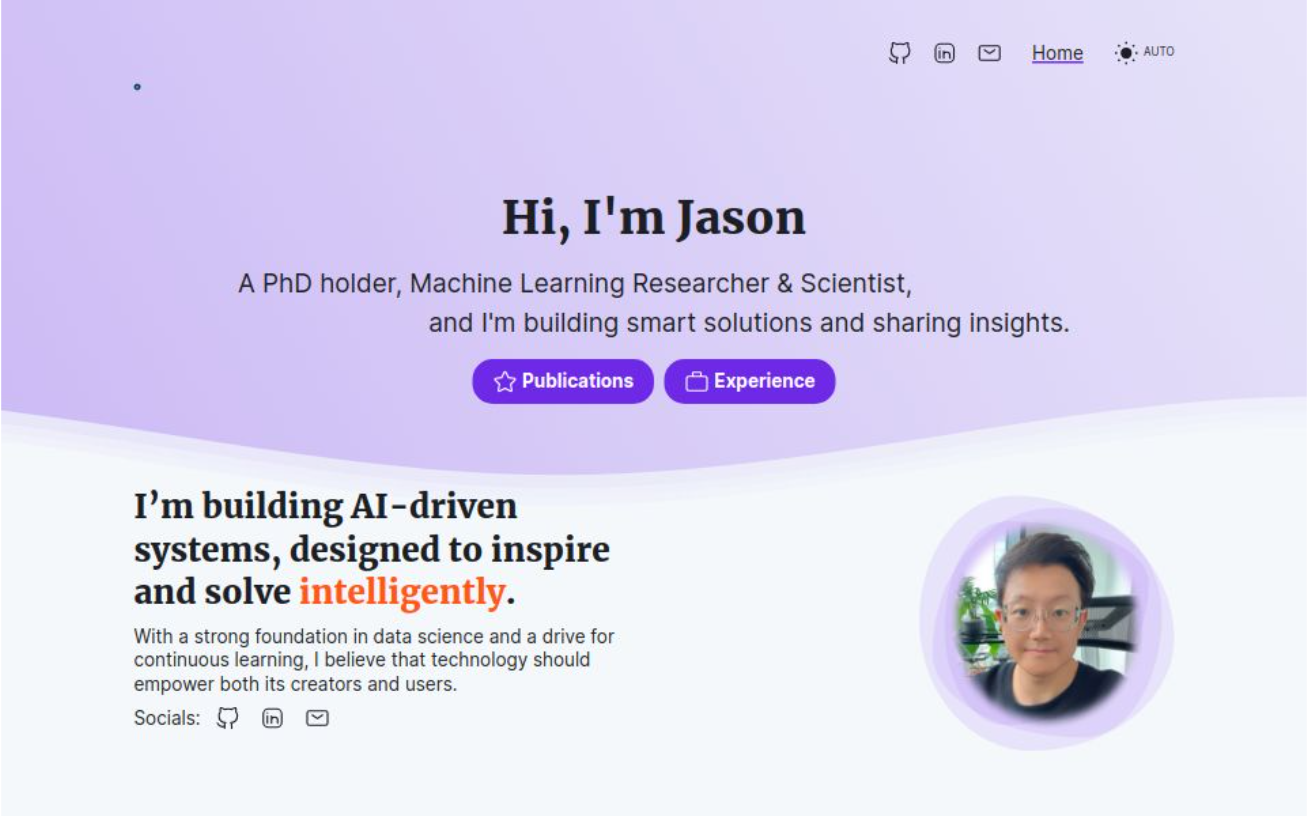 Home
AUTO
Hi, I'm Jason
A PhD holder, Machine Learning Researcher & Scientist,
and I'm building smart solutions and sharing insights.
Publications
Experience
I’m building AI-driven
systems, designed to inspire
and solve intelligently.
With a strong foundation in data science and a drive for
continuous learning, I believe that technology should
empower both its creators and users.
Socials: